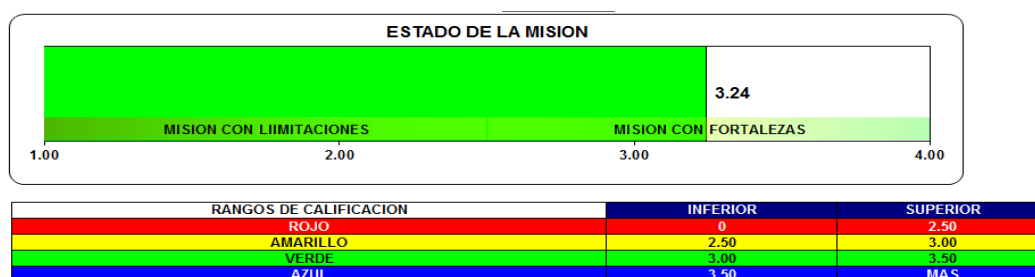 ESTADO DE LA MISION
3.24
MISION CON LIIMITACIONES MISION CON FORTALEZAS
1.00 2.00 3.00 4.00
RANGOS DE CALIFICACION INFERIOR SUPERIOR
ROJO 0 2.50
AMARILLO 2.50 3.00
VERDE 3.00 3.50
AZUL 3.50 MAS